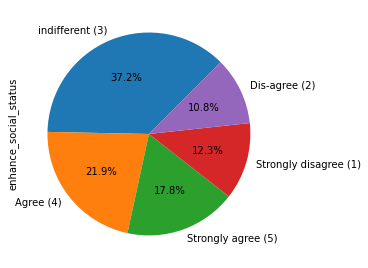 indifferent (3)
37.2%
Dis-agree (2)
10.8%
enhance_social_status
12.3%
Strongly disagree (1)
21.9%
17.8%
Agree (4)
Strongly agree (5)